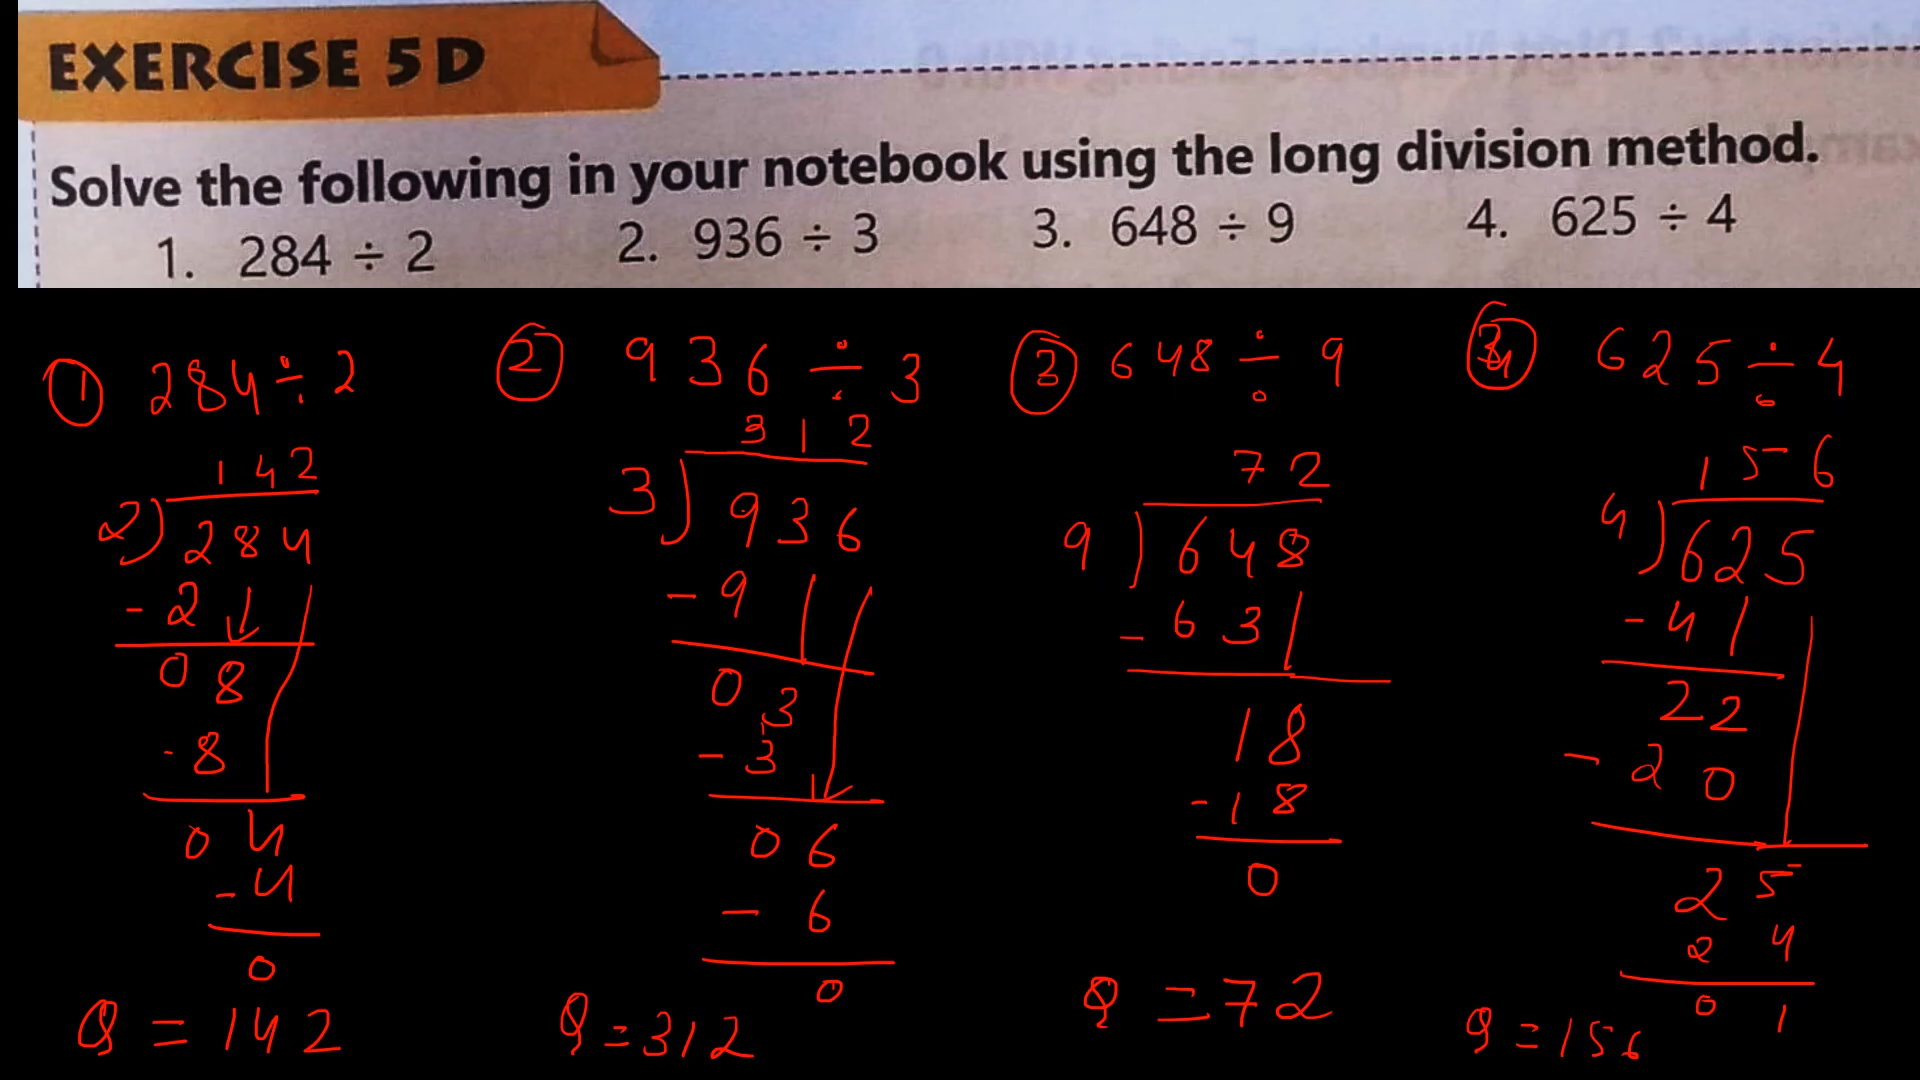 EXERCISE 5 D
Solve the following in your notebook using the long division method.
1. 284 ÷ 2 2. 936 ÷ 3 3. 648 ÷ 9 4. 625 ÷ 4
① 284 ÷ 2
142
2) 284
- 2
08
- 8
04
- 4
0
Q = 142
② 936 ÷ 3
312
3) 936
- 9
03
- 3
06
- 6
0
Q = 312
③ 648 ÷ 9
72
9) 648
- 63
18
- 18
0
Q = 72
④ 625 ÷ 4
156
4) 625
- 4
22
- 20
25
24
01
Q = 156